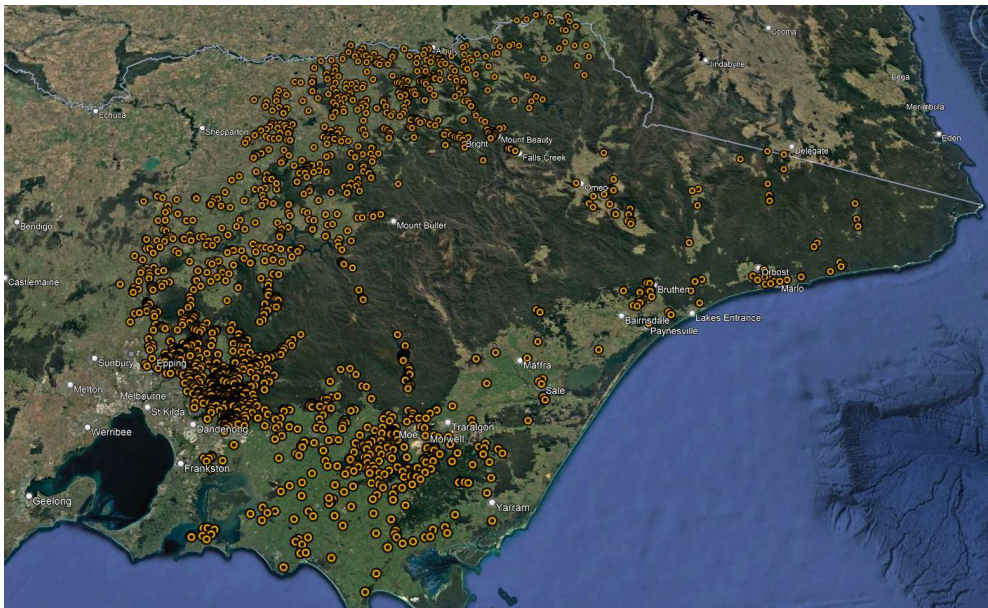 Cooma
Jindabyne
Albury
Bega
Merimbula
Echuca
Shepparton
Eden
Mount Beauty
Bright
Delegate
Falls Creek
Omeo
Bendigo
Mount Buller
Orbost
Castlemaine
Bruthen
Marlo
Lakes Entrance
Bairnsdale
Paynesville
Sunbury
Epping
Maffra
Melton
Sale
Melbourne
St Kilda
Werribee
Dandenong
Traralgon
Moe
Morwell
Frankston
Geelong
Yarram